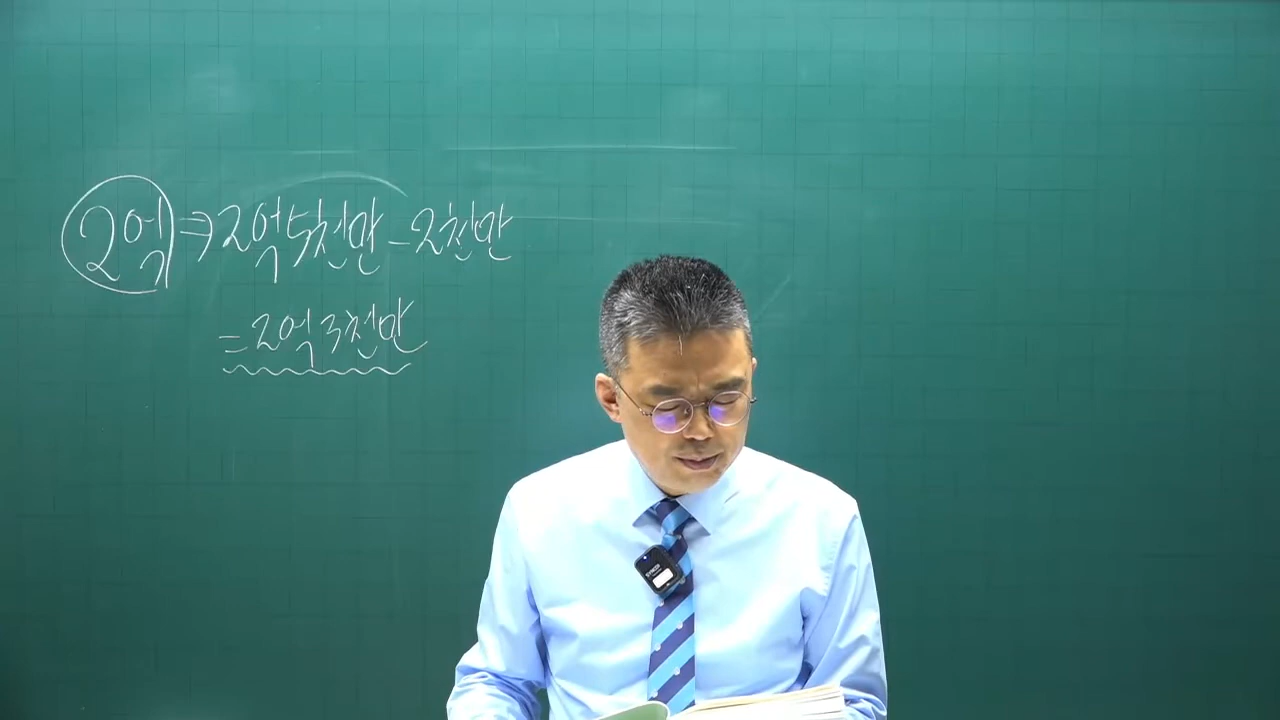 2억 ⇒ 2억 5천만 - 2천만
= 2억 3천만